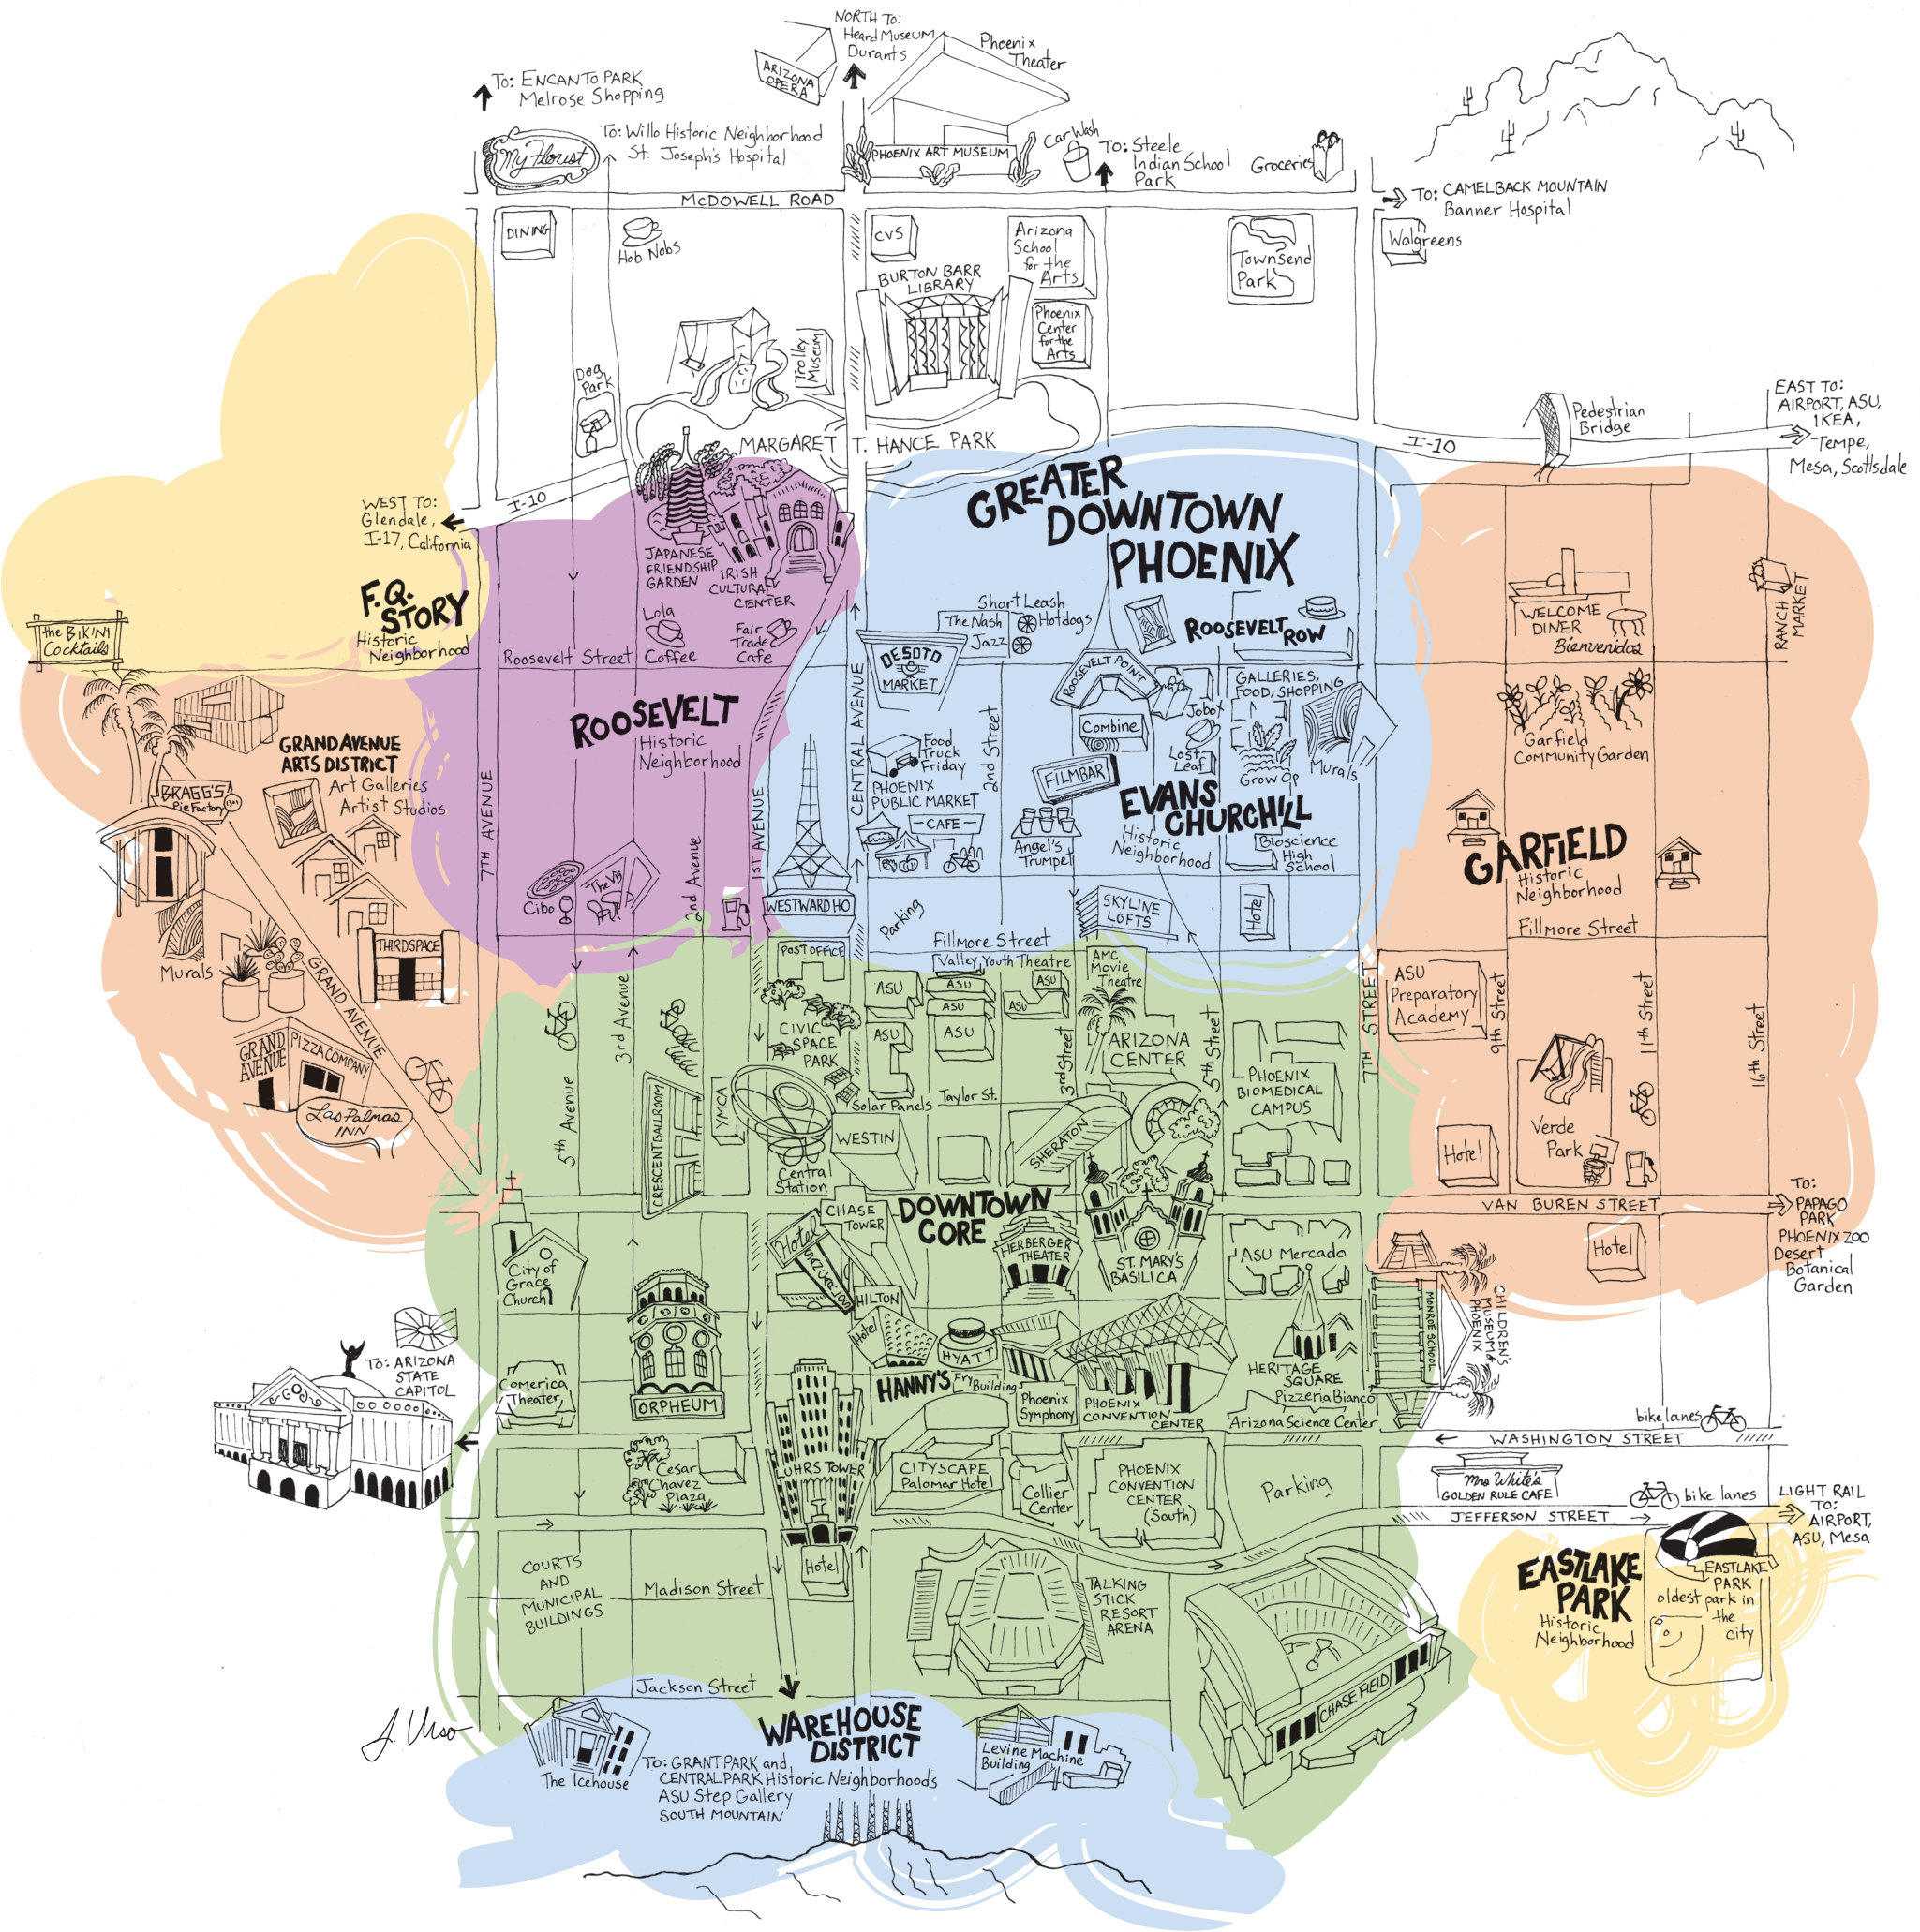 NORTH TO:
Heard Museum
Durants
Phoenix
Theater
ARIZONA
OPERA
To: ENCANTO PARK
Melrose Shopping
My Florist
To: Willo Historic Neighborhood
St. Joseph's Hospital
PHOENIX ART MUSEUM
Car Wash
To: Steele
Indian School
Park
Groceries
McDOWELL ROAD
To: CAMELBACK MOUNTAIN
Banner Hospital
DINING
Hob Nobs
CVS
Arizona
School
for the
Arts
Townsend
Park
Walgreens
BURTON BARR
LIBRARY
Phoenix
Center
for the
Arts
Trolley
Museum
Dog
Park
MARGARET T. HANCE PARK
I-10
Pedestrian
Bridge
EAST TO:
AIRPORT, ASU,
IKEA,
Tempe,
Mesa, Scottsdale
WEST TO:
Glendale,
I-17, California
I-10
GREATER
DOWNTOWN
PHOENIX
JAPANESE
FRIENDSHIP
GARDEN
IRISH
CULTURAL
CENTER
F.Q.
STORY
Historic
Neighborhood
the BIKINI
Cocktails
Roosevelt Street
Lola
Coffee
Fair
Trade
Cafe
Short Leash
Hotdogs
The Nash
Jazz
ROOSEVELT
ROW
WELCOME
DINER
Bienvenidos
RANCH
MARKET
DESOTO
MARKET
CENTRAL AVENUE
ROOSEVELT POINT
GALLERIES,
FOOD, SHOPPING
Jobot
Combine
Lost
Leaf
Grow Op
Murals
Garfield
Community Garden
ROOSEVELT
Historic
Neighborhood
GRAND AVENUE
ARTS DISTRICT
Art Galleries
Artist Studios
BRAGG'S
Pie Factory
1301
Food
Truck
Friday
2nd Street
FILMBAR
PHOENIX
PUBLIC MARKET
CAFE
Angel's
Trumpet
EVANS
CHURCHILL
Historic
Neighborhood
Bioscience
High
School
GARFIELD
Historic
Neighborhood
7TH AVENUE
1ST AVENUE
2nd Avenue
Cibo
The Vig
WESTWARD HO
Parking
SKYLINE
LOFTS
Hotel
Fillmore Street
Fillmore Street
Murals
THIRD SPACE
GRAND AVENUE
POST OFFICE
Valley Youth Theatre
AMC
Movie
Theatre
ASU
ASU
ASU
ASU
ASU
ASU
ASU
7TH STREET
ASU
Preparatory
Academy
9th Street
11th Street
16th Street
GRAND
AVENUE
PIZZA COMPANY
Las Palmas
INN
3rd Avenue
5th Avenue
CIVIC
SPACE
PARK
Solar Panels
Taylor St.
3rd Street
ARIZONA
CENTER
5th Street
PHOENIX
BIOMEDICAL
CAMPUS
Verde
Park
Hotel
CRESCENT BALLROOM
YMCA
WESTIN
SHERATON
Central
Station
VAN BUREN STREET
To:
PAPAGO
PARK
PHOENIX ZOO
Desert
Botanical
Garden
CHASE
TOWER
DOWNTOWN
CORE
Hotel
SAN CARLOS
HERBERGER
THEATER
ST. MARY'S
BASILICA
ASU Mercado
Hotel
City of
Grace
Church
HILTON
Hotel
HYATT
MONROE SCHOOL
CHILDREN'S
MUSEUM of
PHOENIX
To: ARIZONA
STATE
CAPITOL
Comerica
Theater
ORPHEUM
HANNY'S
Fry Building
Phoenix
Symphony
PHOENIX
CONVENTION
CENTER
HERITAGE
SQUARE
Pizzeria Bianco
Arizona Science Center
bike lanes
WASHINGTON STREET
Cesar
Chavez
Plaza
LUHRS TOWER
CITYSCAPE
Palomar Hotel
Collier
Center
PHOENIX
CONVENTION
CENTER
(South)
Parking
Mrs White's
GOLDEN RULE CAFE
bike lanes
LIGHT RAIL
TO:
AIRPORT,
ASU, Mesa
JEFFERSON STREET
COURTS
AND
MUNICIPAL
BUILDINGS
Hotel
Madison Street
TALKING
STICK
RESORT
ARENA
EASTLAKE
PARK
Historic
Neighborhood
EASTLAKE
PARK
oldest park in
the
city
CHASE FIELD
Jackson Street
J. Urso
The Icehouse
WAREHOUSE
DISTRICT
Levine Machine
Building
To: GRANT PARK and
CENTRAL PARK Historic Neighborhoods
ASU Step Gallery
SOUTH MOUNTAIN